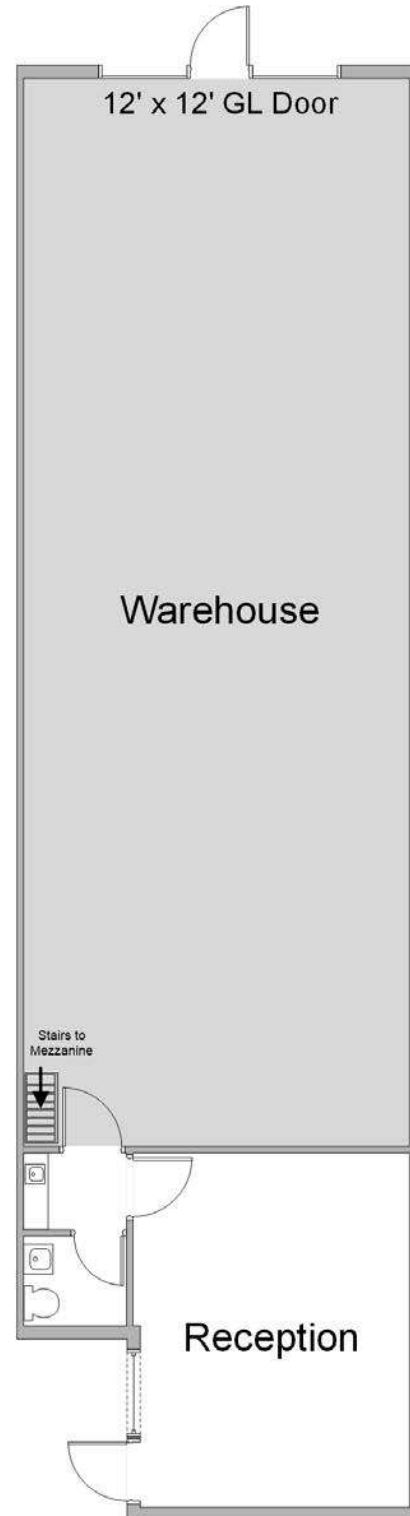 12' x 12' GL Door
Warehouse
Stairs to
Mezzanine
Reception